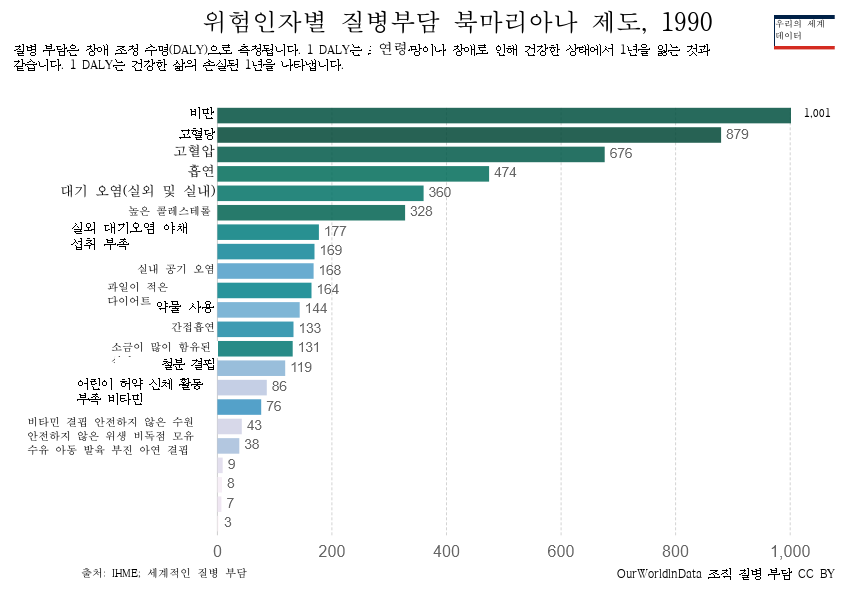 위험인자별 질병부담 북마리아나 제도, 1990
우리의 세계
데이터
질병 부담은 장애 조정 수명(DALY)으로 측정됩니다. 1 DALY는 연령 망이나 장애로 인해 건강한 상태에서 1년을 잃는 것과
같습니다. 1 DALY는 건강한 삶의 손실된 1년을 나타냅니다.
비만 1,001
고혈당 879
고혈압 676
흡연 474
대기 오염(실외 및 실내) 360
높은 콜레스테롤 328
실외 대기오염 야채 177
섭취 부족 169
실내 공기 오염 168
과일이 적은 164
다이어트
약물 사용 144
간접흡연 133
소금이 많이 함유된 131
철분 결핍 119
어린이 허약 신체 활동 86
부족 비타민 76
비타민 결핍 안전하지 않은 수원 43
안전하지 않은 위생 비독점 모유 38
수유 아동 발육 부진 아연 결핍
9
8
7
3
0 200 400 600 800 1,000
출처: IHME; 세계적인 질병 부담
OurWorldInData 조직 질병 부담 CC BY